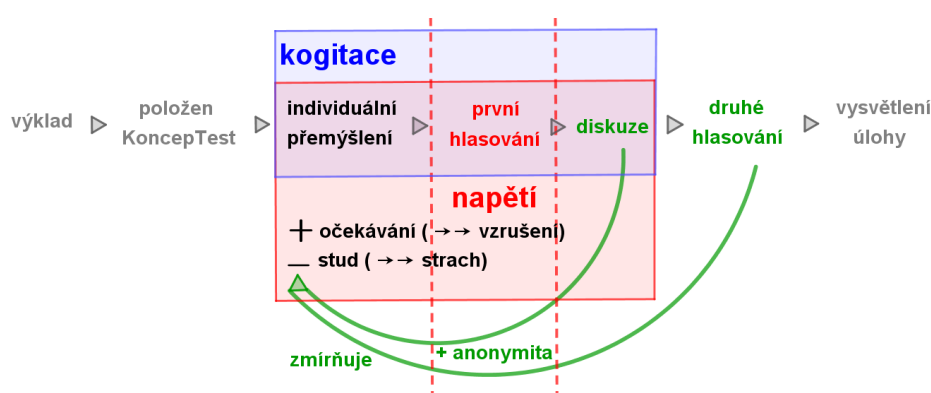 kogitace
výklad
položen
KoncepTest
individuální
přemýšlení
první
hlasování
diskuze
druhé
hlasování
vysvětlení
úlohy
napětí
+ očekávání ( →→ vzrušení)
− stud ( →→ strach)
zmírňuje
+ anonymita